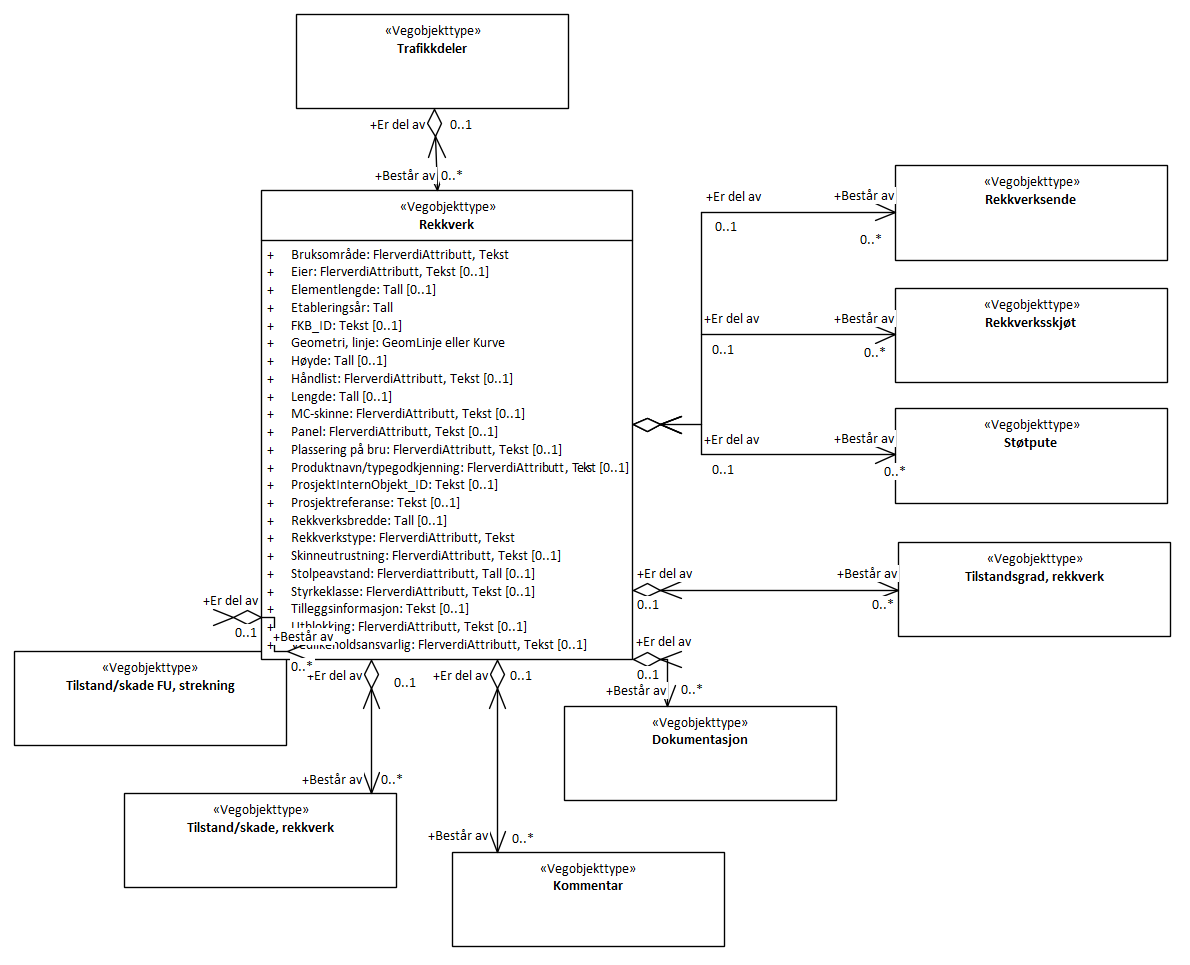 «Vegobjekttype»
Trafikkdeler
+Er del av
0..1
+Består av
0..*
«Vegobjekttype»
Rekkverk
+ Bruksområde: FlerverdiAttributt, Tekst
+ Eier: FlerverdiAttributt, Tekst [0..1]
+ Elementlengde: Tall [0..1]
+ Etableringsår: Tall
+ FKB_ID: Tekst [0..1]
+ Geometri, linje: GeomLinje eller Kurve
+ Høyde: Tall [0..1]
+ Håndlist: FlerverdiAttributt, Tekst [0..1]
+ Lengde: Tall [0..1]
+ MC-skinne: FlerverdiAttributt, Tekst [0..1]
+ Panel: FlerverdiAttributt, Tekst [0..1]
+ Plassering på bru: FlerverdiAttributt, Tekst [0..1]
+ Produktnavn/typegodkjenning: FlerverdiAttributt, Tekst [0..1]
+ ProsjektInternObjekt_ID: Tekst [0..1]
+ Prosjektreferanse: Tekst [0..1]
+ Rekkverksbredde: Tall [0..1]
+ Rekkverkstype: FlerverdiAttributt, Tekst
+ Skinneutrustning: FlerverdiAttributt, Tekst [0..1]
+ Stolpeavstand: Flerverdiattributt, Tall [0..1]
+ Styrkeklasse: FlerverdiAttributt, Tekst [0..1]
+ Tilleggsinformasjon: Tekst [0..1]
+ Utblokking: FlerverdiAttributt, Tekst [0..1]
+ Vedlikeholdsansvarlig: FlerverdiAttributt, Tekst [0..1]
+Er del av
0..1
+Består av
0..*
«Vegobjekttype»
Rekkverksende
+Er del av
0..1
+Består av
0..*
«Vegobjekttype»
Rekkverksskjøt
+Er del av
0..1
+Består av
0..*
«Vegobjekttype»
Støtpute
+Er del av
0..1
+Består av
0..*
«Vegobjekttype»
Tilstandsgrad, rekkverk
+Er del av
0..1
+Består av
0..*
«Vegobjekttype»
Tilstand/skade FU, strekning
+Er del av
0..1
+Består av
0..*
«Vegobjekttype»
Dokumentasjon
+Er del av
0..1
+Består av
0..*
«Vegobjekttype»
Tilstand/skade, rekkverk
+Er del av
0..1
+Består av
0..*
«Vegobjekttype»
Kommentar